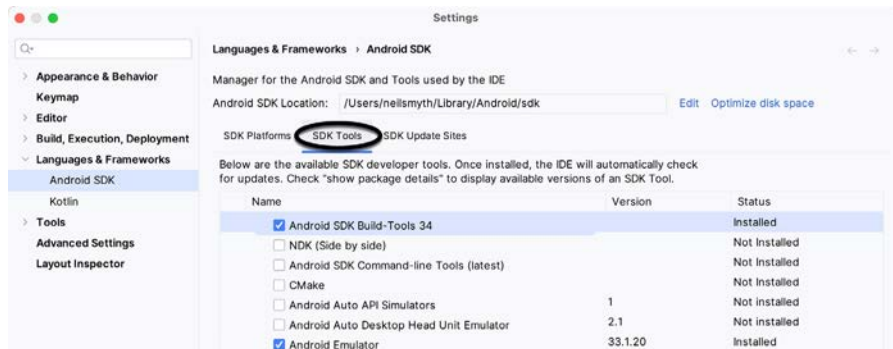 Settings
Languages & Frameworks › Android SDK
Appearance & Behavior
Keymap
Editor
Build, Execution, Deployment
Languages & Frameworks
Android SDK
Kotlin
Tools
Advanced Settings
Layout Inspector
Manager for the Android SDK and Tools used by the IDE
Android SDK Location: /Users/neilsmyth/Library/Android/sdk Edit Optimize disk space
SDK Platforms SDK Tools SDK Update Sites
Below are the available SDK developer tools. Once installed, the IDE will automatically check
for updates. Check "show package details" to display available versions of an SDK Tool.
Name Version Status
Android SDK Build-Tools 34 Installed
NDK (Side by side) Not Installed
Android SDK Command-line Tools (latest) Not Installed
CMake Not Installed
Android Auto API Simulators 1 Not installed
Android Auto Desktop Head Unit Emulator 2.1 Not installed
Android Emulator 33.1.20 Installed